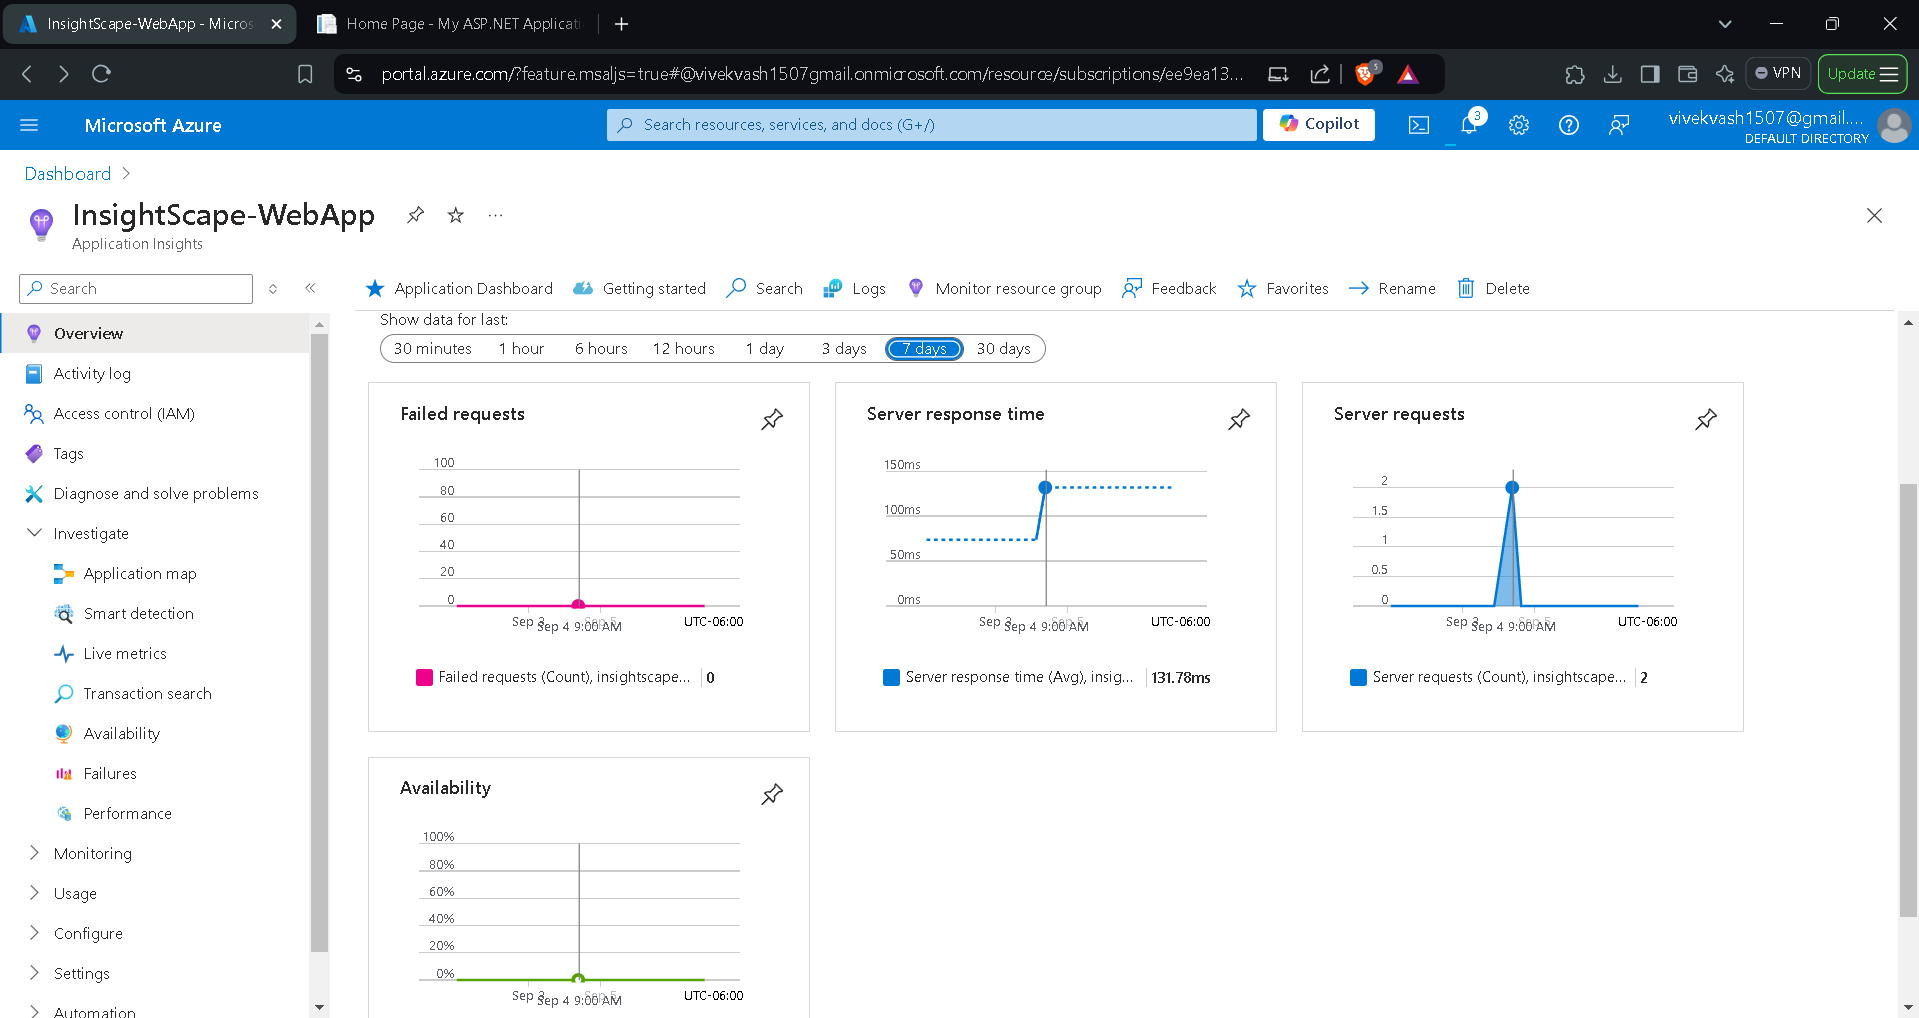 InsightScape-WebApp - Micros
Home Page - My ASP.NET Applicati
portal.azure.com/?feature.msaljs=true#@vivekvash1507gmail.onmicrosoft.com/resource/subscriptions/ee9ea13...
5
VPN
Update
Microsoft Azure
Search resources, services, and docs (G+/)
Copilot
3
vivekvash1507@gmail....
DEFAULT DIRECTORY
Dashboard
InsightScape-WebApp
Application Insights
Search
Application Dashboard
Getting started
Search
Logs
Monitor resource group
Feedback
Favorites
Rename
Delete
Overview
Activity log
Access control (IAM)
Tags
Diagnose and solve problems
Investigate
Application map
Smart detection
Live metrics
Transaction search
Availability
Failures
Performance
Monitoring
Usage
Configure
Settings
Automation
Show data for last:
30 minutes 1 hour 6 hours 12 hours 1 day 3 days 7 days 30 days
Failed requests
100
80
60
40
20
0
Sep 3
Sep 4 9:00 AM
Sep 5
UTC-06:00
Failed requests (Count), insightscape... 0
Server response time
150ms
100ms
50ms
0ms
Sep 3
Sep 4 9:00 AM
Sep 5
UTC-06:00
Server response time (Avg), insig... 131.78ms
Server requests
2
1.5
1
0.5
0
Sep 3
Sep 4 9:00 AM
Sep 5
UTC-06:00
Server requests (Count), insightscape... 2
Availability
100%
80%
60%
40%
20%
0%
Sep 3
Sep 4 9:00 AM
Sep 5
UTC-06:00